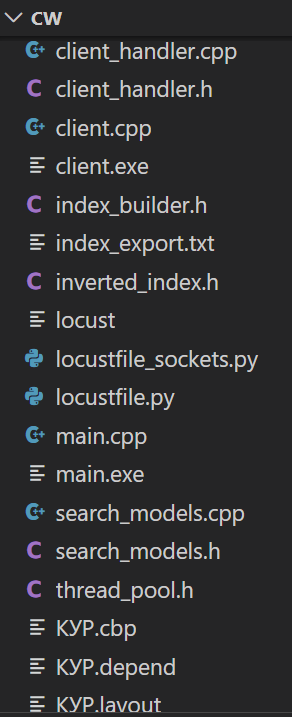 CW
client_handler.cpp
client_handler.h
client.cpp
client.exe
index_builder.h
index_export.txt
inverted_index.h
locust
locustfile_sockets.py
locustfile.py
main.cpp
main.exe
search_models.cpp
search_models.h
thread_pool.h
КУР.cbp
КУР.depend
КУР.layout